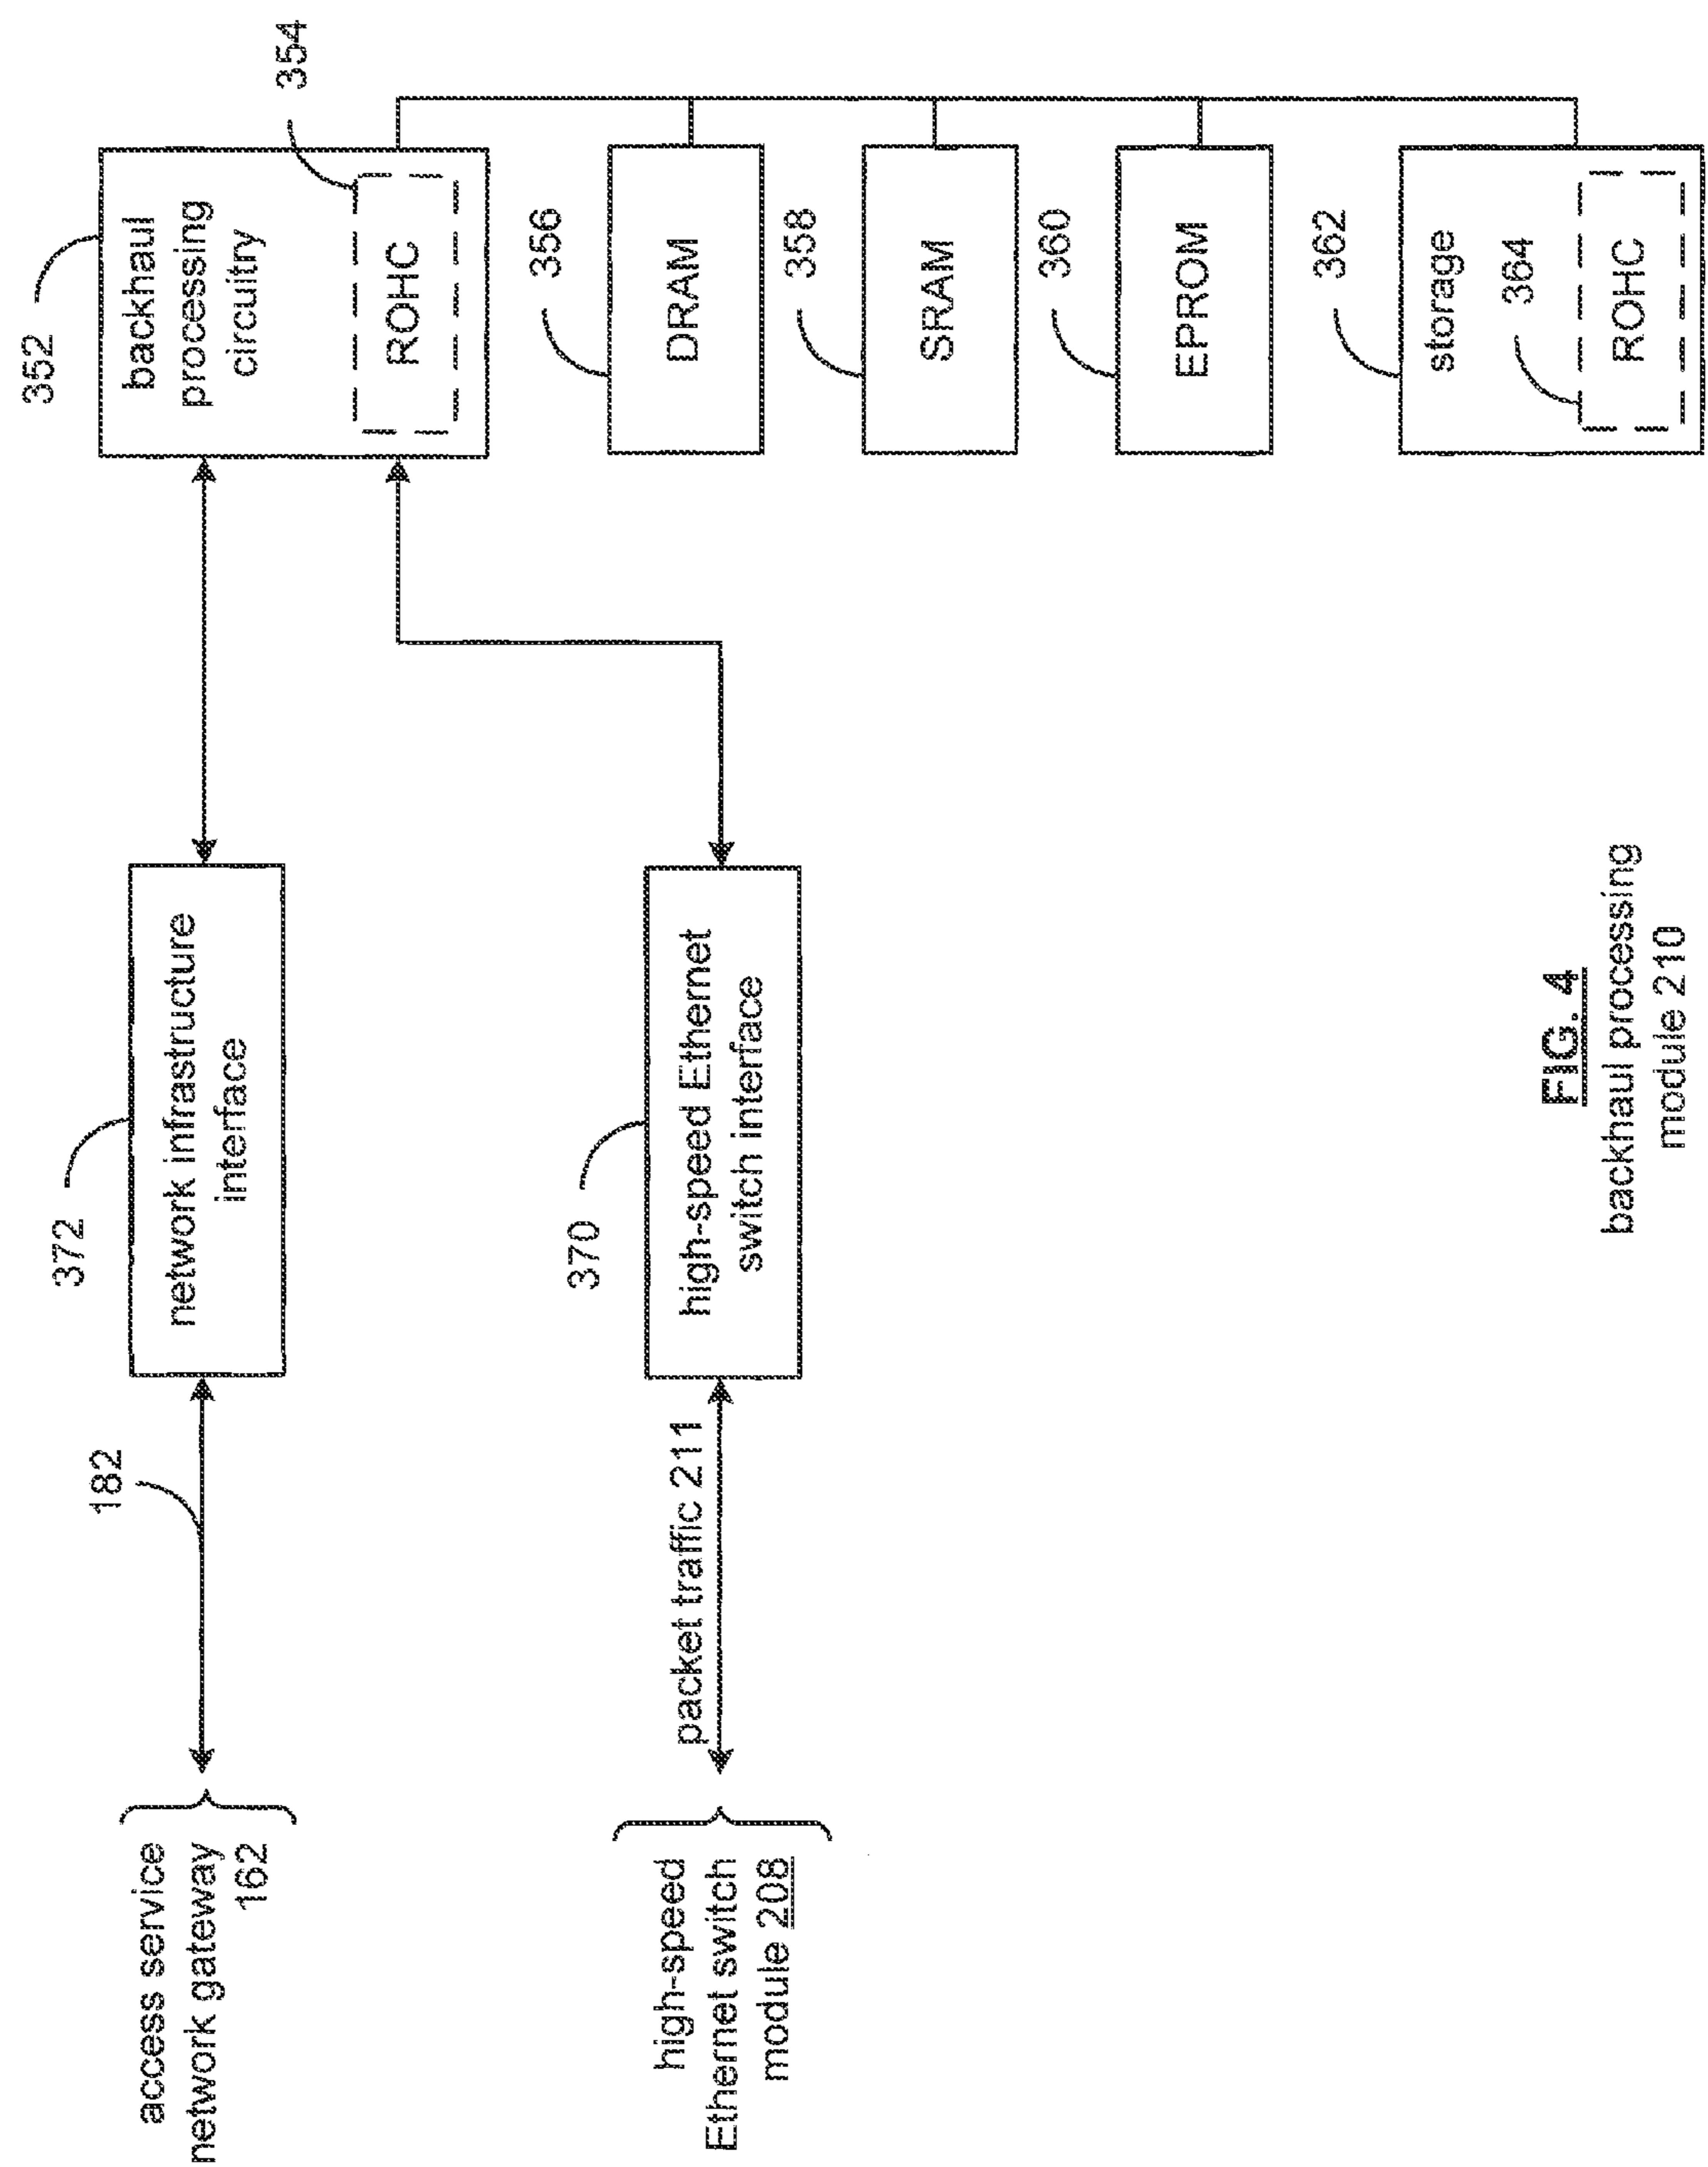 352
backhaul
processing
circuitry
354
ROHC
356
DRAM
358
SRAM
360
EPROM
362
storage
364
ROHC
372
network infrastructure
interface
370
high-speed Ethernet
switch interface
182
packet traffic 211
access service
network gateway
162
high-speed
Ethernet switch
module 208
FIG. 4
backhaul processing
module 210